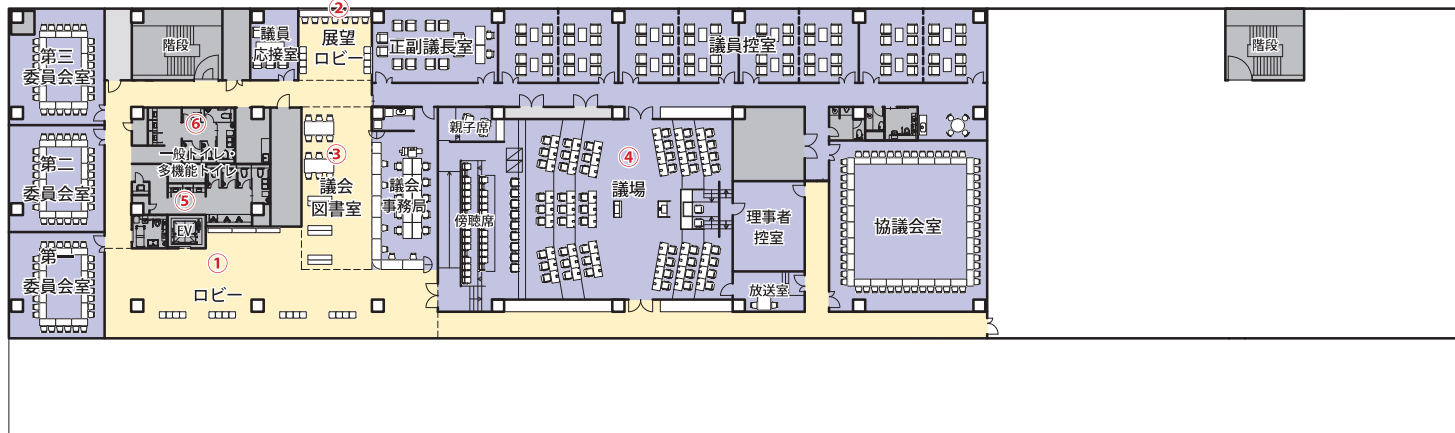 ②
展望
ロビー
階段
議員
応接室
正副議長室
議員控室
階段
第三
委員会室
⑥
一般トイレ・
多機能トイレ
⑤
EV
第二
委員会室
③
議会
図書室
議会
事務局
親子席
傍聴席
④
議場
理事者
控室
放送室
協議会室
第一
委員会室
①
ロビー